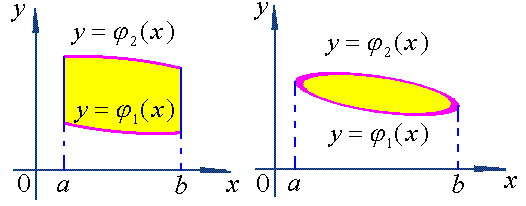 y
y = φ₂(x)
y = φ₁(x)
0 a b x
y
y = φ₂(x)
y = φ₁(x)
0 a b x